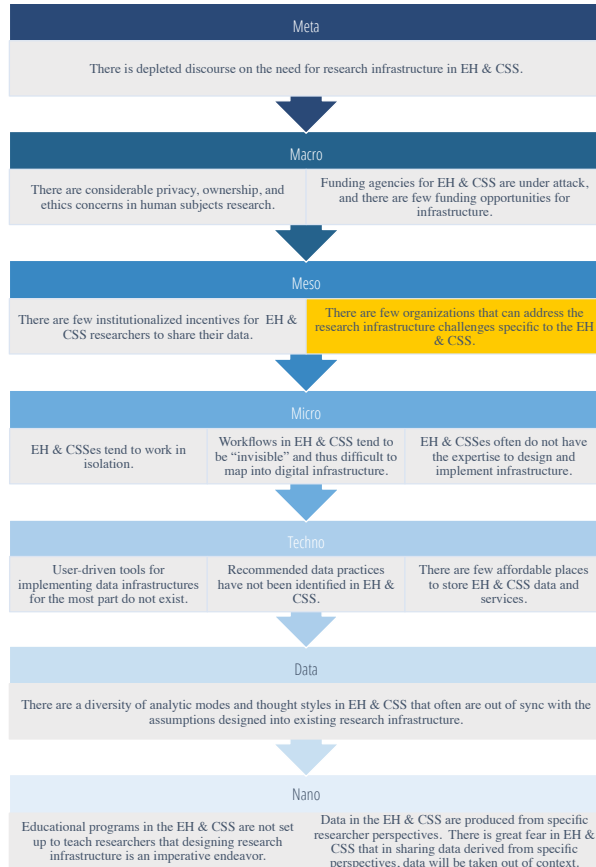 Meta
There is depleted discourse on the need for research infrastructure in EH & CSS.
Macro
There are considerable privacy, ownership, and
ethics concerns in human subjects research.
Funding agencies for EH & CSS are under attack,
and there are few funding opportunities for
infrastructure.
Meso
There are few institutionalized incentives for EH &
CSS researchers to share their data.
There are few organizations that can address the
research infrastructure challenges specific to the EH
& CSS.
Micro
EH & CSSes tend to work in
isolation.
Workflows in EH & CSS tend to
be “invisible” and thus difficult to
map into digital infrastructure.
EH & CSSes often do not have
the expertise to design and
implement infrastructure.
Techno
User-driven tools for
implementing data infrastructures
for the most part do not exist.
Recommended data practices
have not been identified in EH &
CSS.
There are few affordable places
to store EH & CSS data and
services.
Data
There are a diversity of analytic modes and thought styles in EH & CSS that often are out of sync with the
assumptions designed into existing research infrastructure.
Nano
Educational programs in the EH & CSS are not set
up to teach researchers that designing research
infrastructure is an imperative endeavor.
Data in the EH & CSS are produced from specific
researcher perspectives. There is great fear in EH &
CSS that in sharing data derived from specific
perspectives, data will be taken out of context.